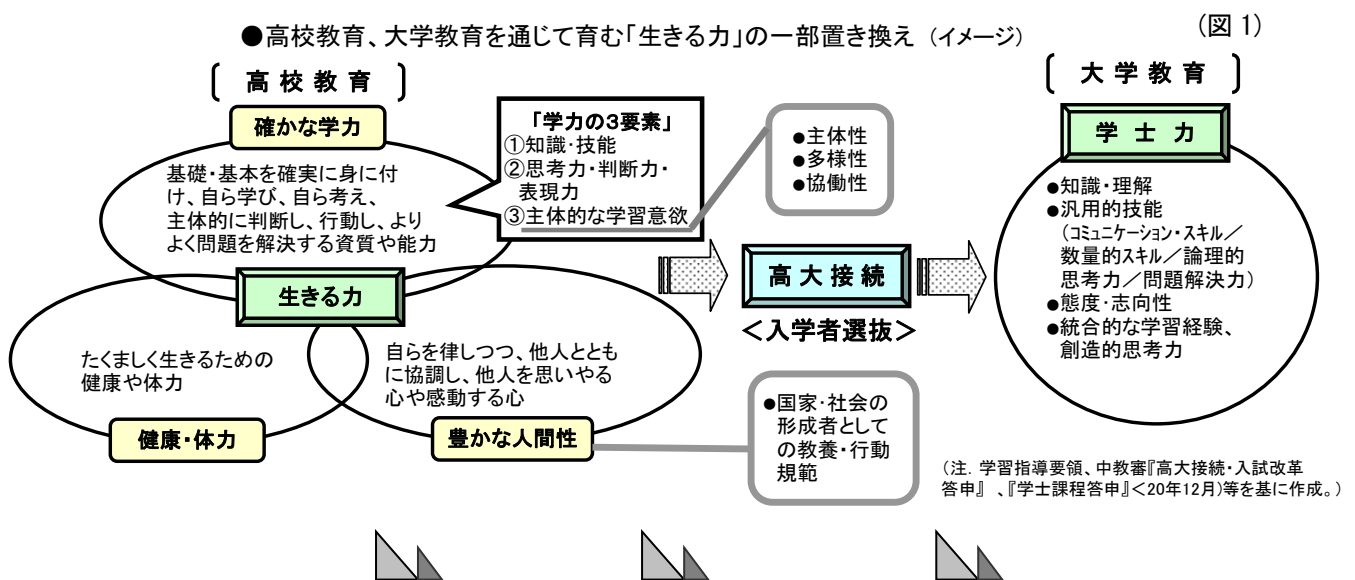 (図1)
●高校教育、大学教育を通じて育む「生きる力」の一部置き換え (イメージ)
〔 高 校 教 育 〕
確かな学力
基礎・基本を確実に身に付
け、自ら学び、自ら考え、
主体的に判断し、行動し、より
よく問題を解決する資質や能力
「学力の3要素」
①知識・技能
②思考力・判断力・
表現力
③主体的な学習意欲
●主体性
●多様性
●協働性
生きる力
たくましく生きるための
健康や体力
健康・体力
自らを律しつつ、他人ととも
に協調し、他人を思いやる
心や感動する心
豊かな人間性
高 大 接 続
<入学者選抜>
●国家・社会の
形成者として
の教養・行動
規範
〔 大 学 教 育 〕
学 士 力
●知識・理解
●汎用的技能
(コミュニケーション・スキル/
数量的スキル/論理的
思考力/問題解決力)
●態度・志向性
●統合的な学習経験、
創造的思考力
(注. 学習指導要領、中教審『高大接続・入試改革
答申』 、『学士課程答申』<20年12月)等を基に作成。)